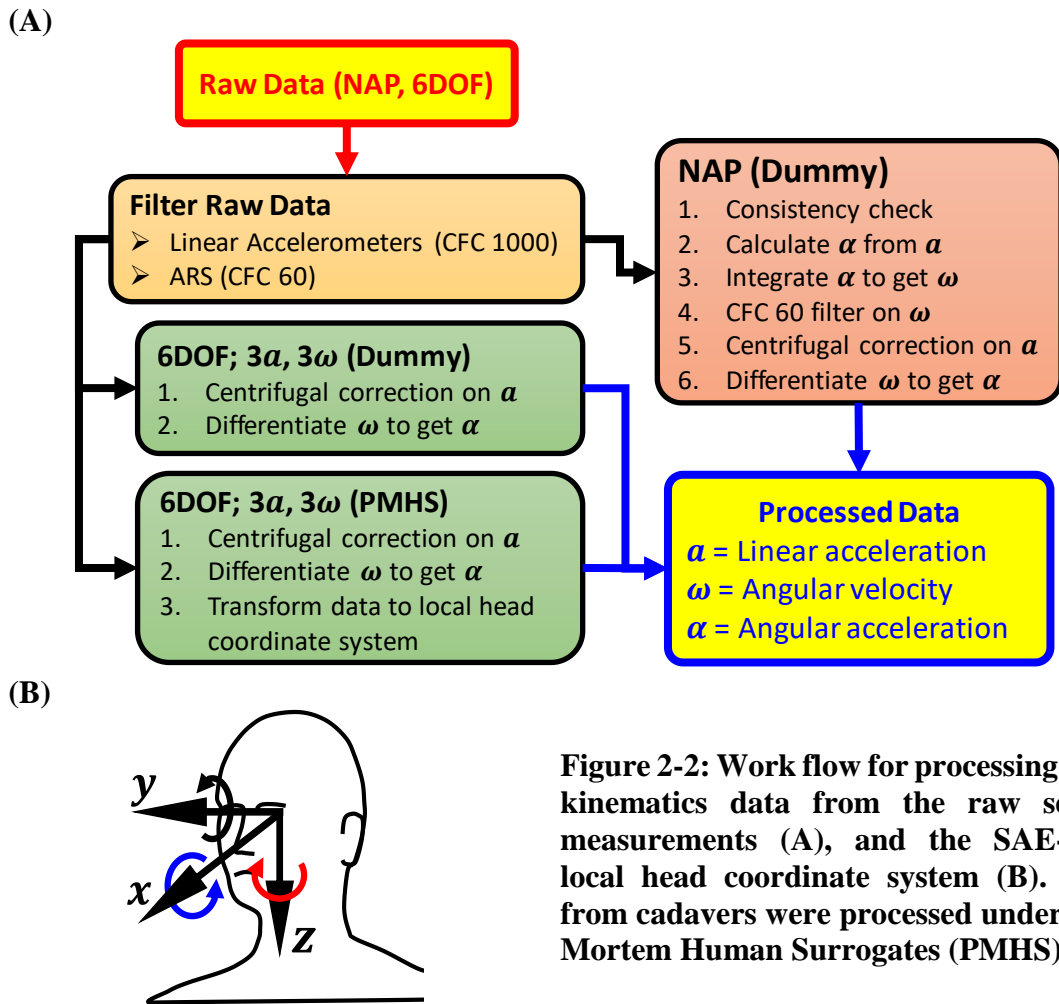 (A)
Raw Data (NAP, 6DOF)
Filter Raw Data
➢ Linear Accelerometers (CFC 1000)
➢ ARS (CFC 60)
NAP (Dummy)
1. Consistency check
2. Calculate α from a
3. Integrate α to get ω
4. CFC 60 filter on ω
5. Centrifugal correction on a
6. Differentiate ω to get α
6DOF; 3a, 3ω (Dummy)
1. Centrifugal correction on a
2. Differentiate ω to get α
6DOF; 3a, 3ω (PMHS)
1. Centrifugal correction on a
2. Differentiate ω to get α
3. Transform data to local head
coordinate system
Processed Data
a = Linear acceleration
ω = Angular velocity
α = Angular acceleration
(B)
y
x
z
Figure 2-2: Work flow for processing
kinematics data from the raw
measurements (A), and the SAE-
local head coordinate system (B).
from cadavers were processed under
Mortem Human Surrogates (PMHS)